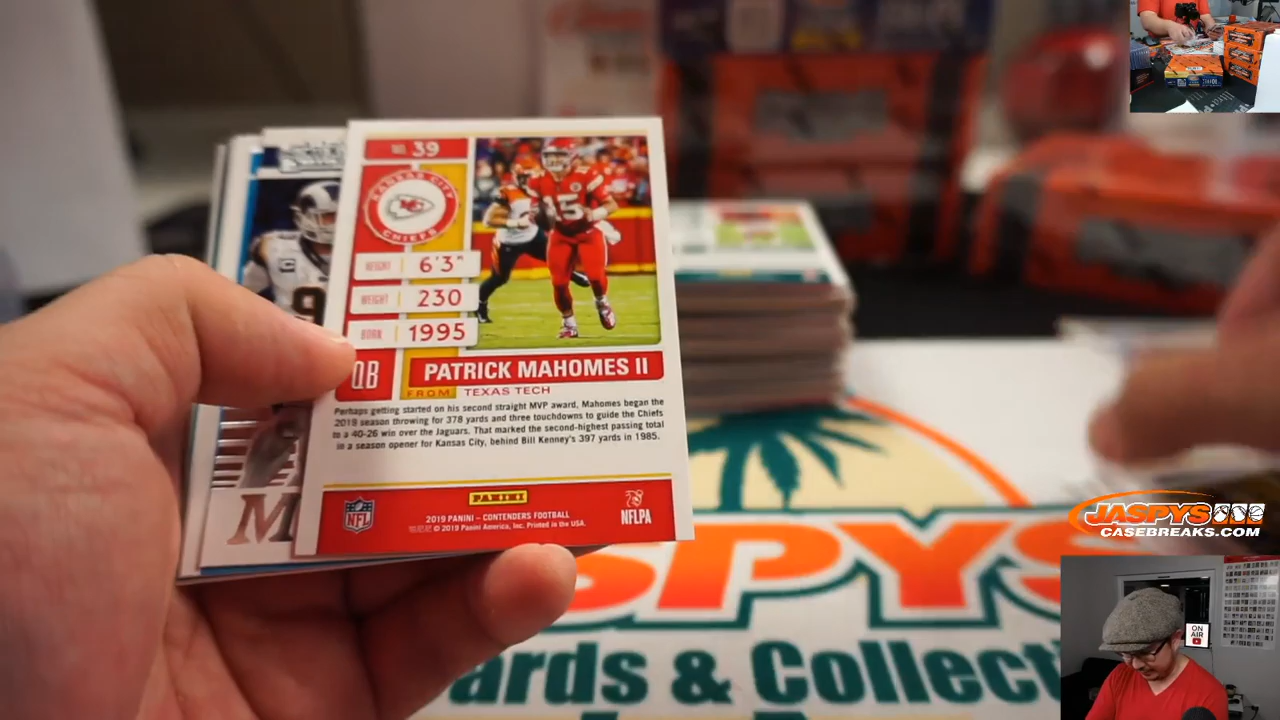 NO. 39
KANSAS CITY
CHIEFS
HEIGHT 6'3"
WEIGHT 230
BORN 1995
15
QB
PATRICK MAHOMES II
FROM TEXAS TECH
Perhaps getting started on his second straight MVP award, Mahomes began the
2019 season throwing for 378 yards and three touchdowns to guide the Chiefs
to a 40-26 win over the Jaguars. That marked the second-highest passing total
in a season opener for Kansas City, behind Bill Kenney's 397 yards in 1985.
PANINI
NFL
2019 PANINI – CONTENDERS FOOTBALL
© 2019 Panini America, Inc. Printed in the USA.
NFLPA
M
SPYS
ards & Collecti
JASPYS
CASEBREAKS.COM
ON
AIR